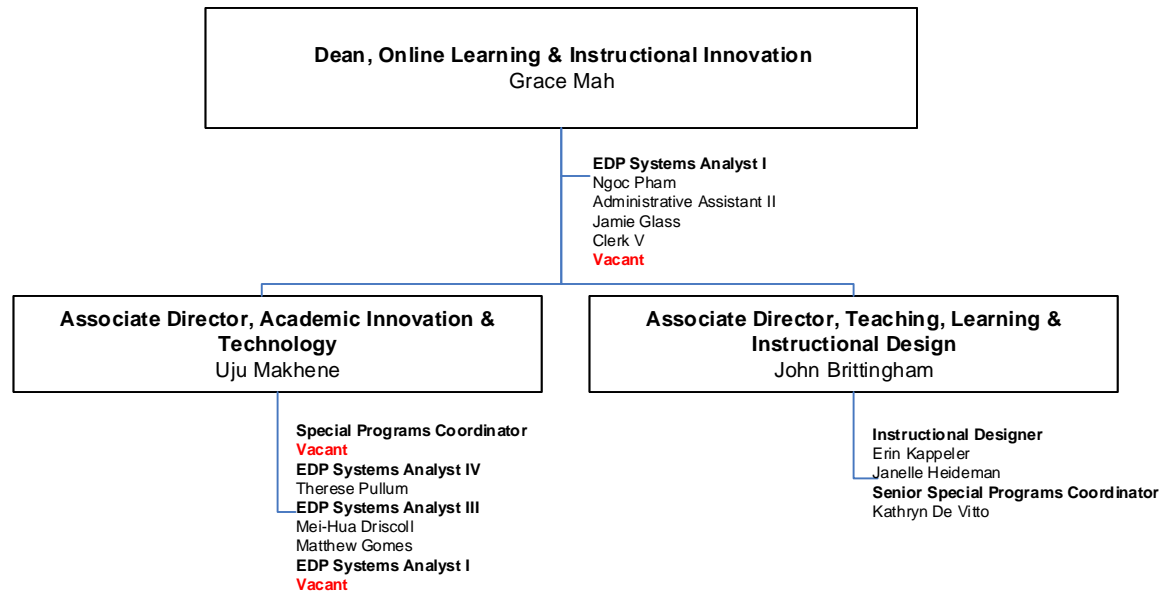 Dean, Online Learning & Instructional Innovation
Grace Mah
EDP Systems Analyst I
Ngoc Pham
Administrative Assistant II
Jamie Glass
Clerk V
Vacant
Associate Director, Academic Innovation &
Technology
Uju Makhene
Associate Director, Teaching, Learning &
Instructional Design
John Brittingham
Special Programs Coordinator
Vacant
EDP Systems Analyst IV
Therese Pullum
EDP Systems Analyst III
Mei-Hua Driscoll
Matthew Gomes
EDP Systems Analyst I
Vacant
Instructional Designer
Erin Kappeler
Janelle Heideman
Senior Special Programs Coordinator
Kathryn De Vitto